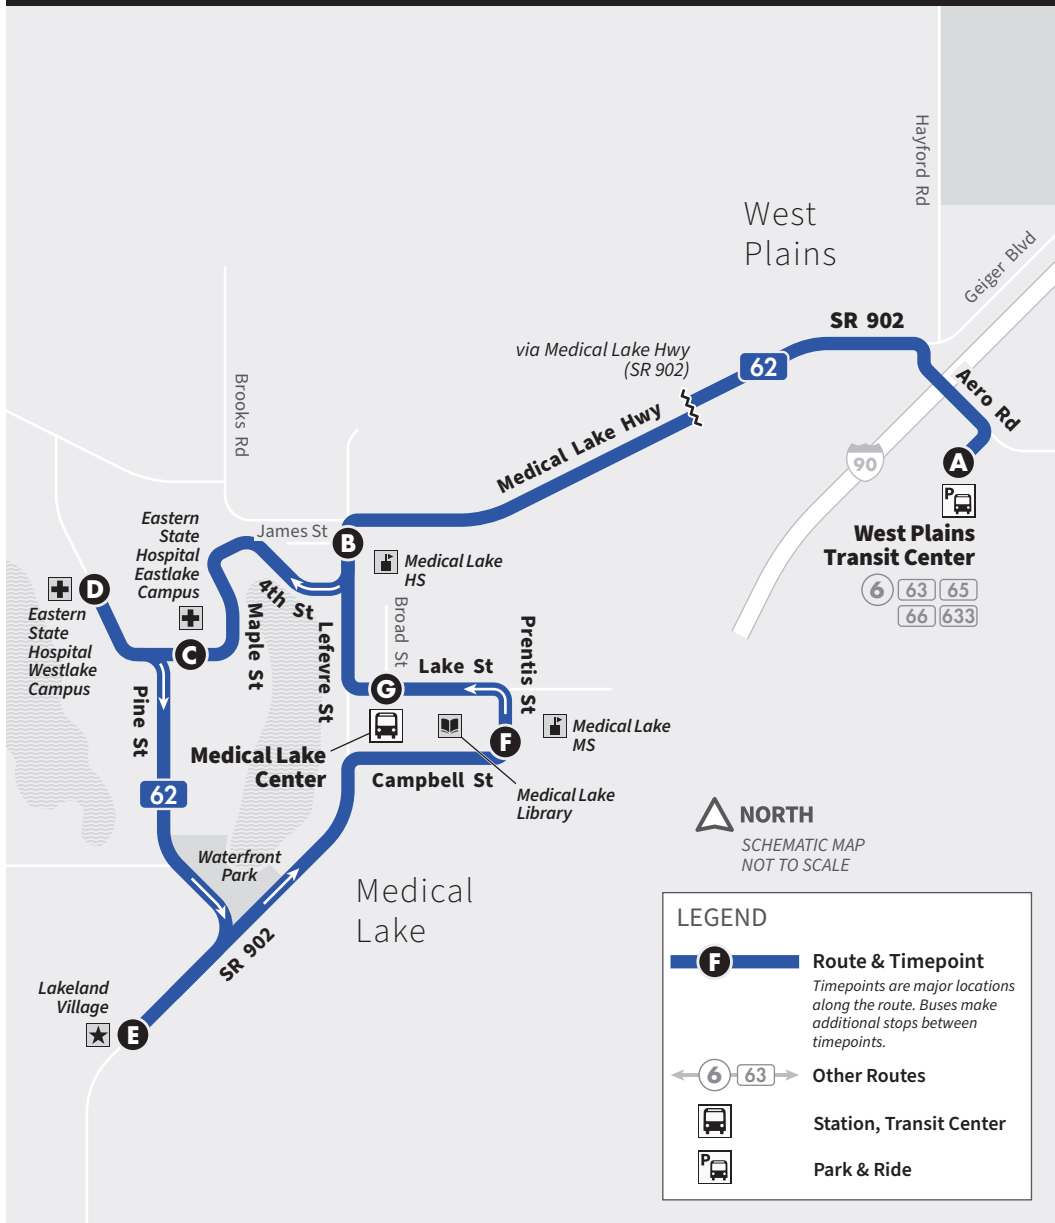 Hayford Rd
West
Plains
Geiger Blvd
SR 902
via Medical Lake Hwy
(SR 902)
62
Aero Rd
Brooks Rd
Medical Lake Hwy
90
A
P
West Plains
Transit Center
6 63 65
66 633
Eastern
State
Hospital
Eastlake
Campus
James St
B
Medical Lake
HS
D
4th St
Eastern
State
Hospital
Westlake
Campus
C
Maple St
Lefevre St
Broad St
Prentis St
Lake St
G
Pine St
Medical Lake
Center
F
Medical Lake
MS
Campbell St
62
Medical Lake
Library
NORTH
SCHEMATIC MAP
NOT TO SCALE
Waterfront
Park
Medical
Lake
SR 902
Lakeland
Village
E
LEGEND
F
Route & Timepoint
Timepoints are major locations
along the route. Buses make
additional stops between
timepoints.
6 63
Other Routes
Station, Transit Center
P
Park & Ride